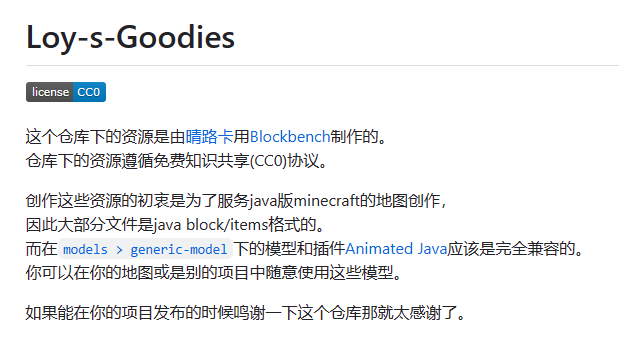 Loy-s-Goodies
license CC0
这个仓库下的资源是由晴路卡用Blockbench制作的。
仓库下的资源遵循免费知识共享(CC0)协议。
创作这些资源的初衷是为了服务java版minecraft的地图创作，
因此大部分文件是java block/items格式的。
而在 models > generic-model 下的模型和插件Animated Java应该是完全兼容的。
你可以在你的地图或是别的项目中随意使用这些模型。
如果能在你的项目发布的时候鸣谢一下这个仓库那就太感谢了。